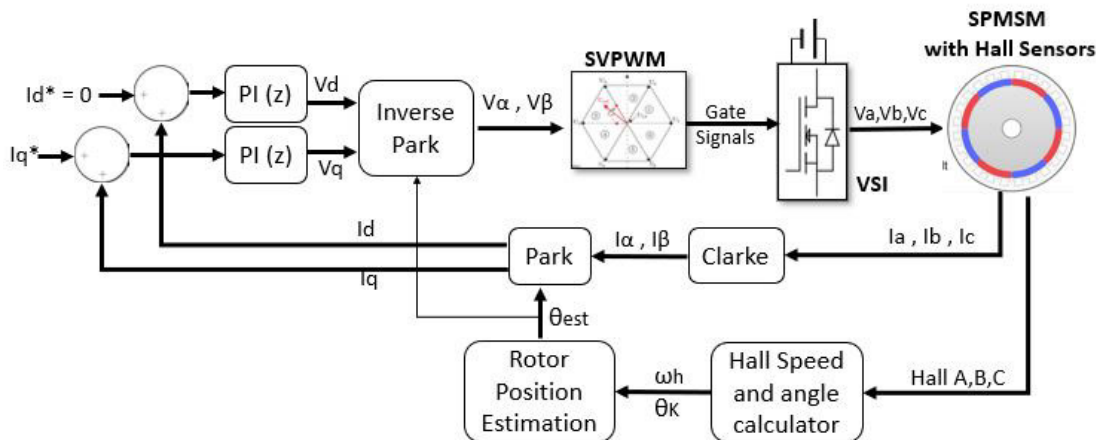 SPMSM
with Hall Sensors
SVPWM
Id* = 0
PI (z)
Vd
Inverse
Park
Vα , Vβ
Gate
Signals
Va,Vb,Vc
Iq*
PI (z)
Vq
VSI
It
Id
Iq
Park
Iα , Iβ
Clarke
Ia , Ib , Ic
θest
Rotor
Position
Estimation
ωh
θK
Hall Speed
and angle
calculator
Hall A,B,C